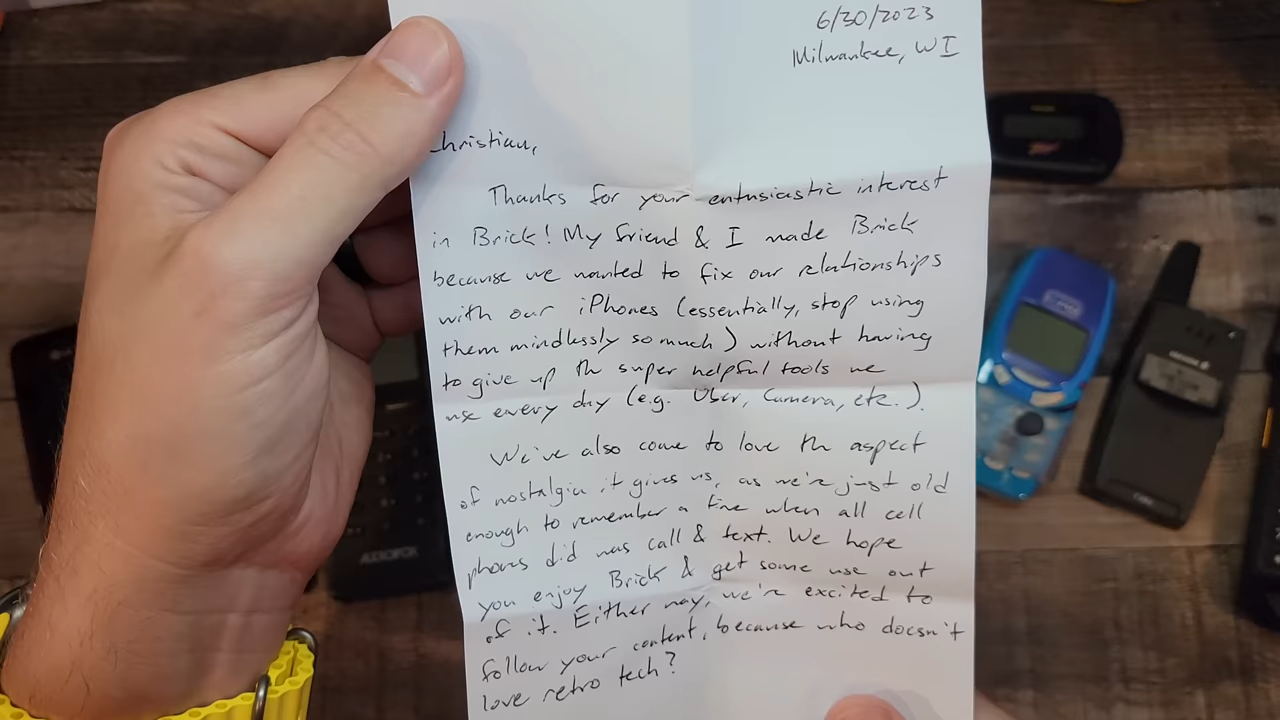 6/30/2023
Milwaukee, WI
Christian,
Thanks for your entusiastic interest
in Brick! My friend & I made Brick
because we wanted to fix our relationships
with our iPhones (essentially, stop using
them mindlessly so much) without having
to give up th super helpful tools we
use every day (e.g. Uber, Camera, etc.).
We've also come to love th aspect
of nostalgia it gives us, as we're just old
enough to remember a time when all cell
phones did was call & text. We hope
you enjoy Brick & get some use out
of it. Either way, we're excited to
follow your content, because who doesn't
love retro tech?
AUDIOVOX